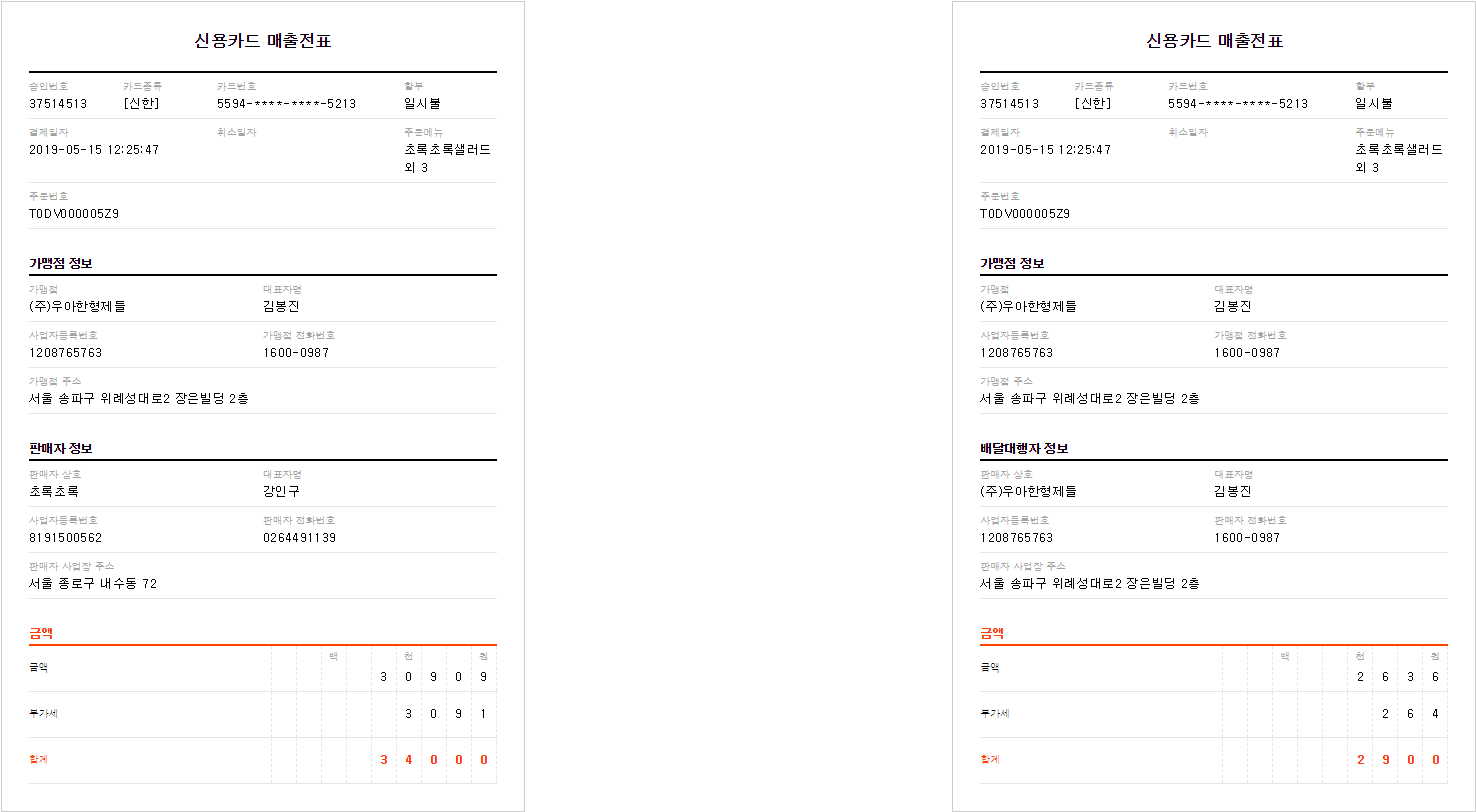 신용카드 매출전표
승인번호 카드종류 카드번호 할부
37514513 [신한] 5594-****-****-5213 일시불
결제일자 취소일자 주문메뉴
2019-05-15 12:25:47 초록초록샐러드
외 3
주문번호
T0DV000005Z9
가맹점 정보
가맹점 대표자명
(주)우아한형제들 김봉진
사업자등록번호 가맹점 전화번호
1208765763 1600-0987
가맹점 주소
서울 송파구 위례성대로2 장은빌딩 2층
판매자 정보
판매자 상호 대표자명
초록초록 강인구
사업자등록번호 판매자 전화번호
8191500562 0264491139
판매자 사업장 주소
서울 종로구 내수동 72
금액
백 천 원
금액 3 0 9 0 9
부가세 3 0 9 1
합계 3 4 0 0 0
신용카드 매출전표
승인번호 카드종류 카드번호 할부
37514513 [신한] 5594-****-****-5213 일시불
결제일자 취소일자 주문메뉴
2019-05-15 12:25:47 초록초록샐러드
외 3
주문번호
T0DV000005Z9
가맹점 정보
가맹점 대표자명
(주)우아한형제들 김봉진
사업자등록번호 가맹점 전화번호
1208765763 1600-0987
가맹점 주소
서울 송파구 위례성대로2 장은빌딩 2층
배달대행자 정보
판매자 상호 대표자명
(주)우아한형제들 김봉진
사업자등록번호 판매자 전화번호
1208765763 1600-0987
판매자 사업장 주소
서울 송파구 위례성대로2 장은빌딩 2층
금액
백 천 원
금액 2 6 3 6
부가세 2 6 4
합계 2 9 0 0